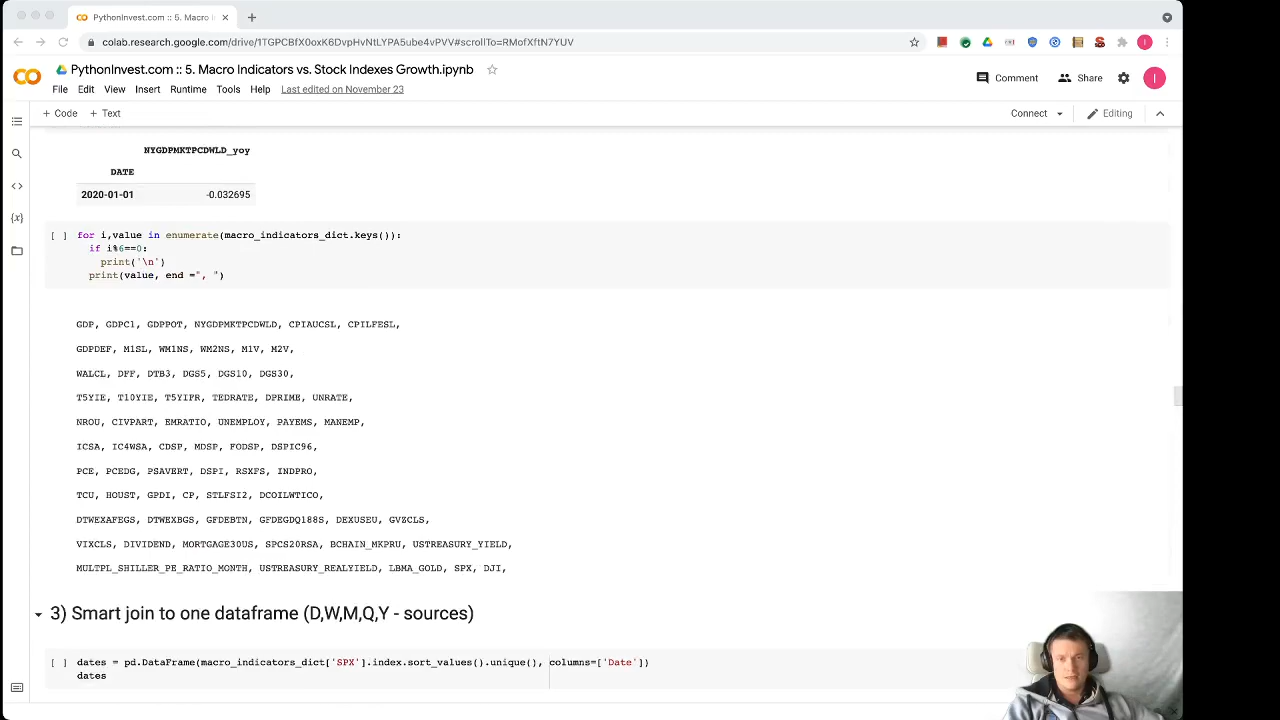 PythonInvest.com :: 5. Macro I
colab.research.google.com/drive/1TGPCBfX0oxK6DvpHvNtLYPA5ube4vPVV#scrollTo=RMofXftN7YUV
PythonInvest.com :: 5. Macro Indicators vs. Stock Indexes Growth.ipynb
Comment Share I
File Edit View Insert Runtime Tools Help Last edited on November 23
+ Code + Text Connect Editing
NYGDPMKTPCDWLD_yoy
DATE
2020-01-01 -0.032695
[ ] for i,value in enumerate(macro_indicators_dict.keys()):
if i%6==0:
print('\n')
print(value, end =", ")
GDP, GDPC1, GDPPOT, NYGDPMKTPCDWLD, CPIAUCSL, CPILFESL,
GDPDEF, M1SL, WM1NS, WM2NS, M1V, M2V,
WALCL, DFF, DTB3, DGS5, DGS10, DGS30,
T5YIE, T10YIE, T5YIFR, TEDRATE, DPRIME, UNRATE,
NROU, CIVPART, EMRATIO, UNEMPLOY, PAYEMS, MANEMP,
ICSA, IC4WSA, CDSP, MDSP, FODSP, DSPIC96,
PCE, PCEDG, PSAVERT, DSPI, RSXFS, INDPRO,
TCU, HOUST, GPDI, CP, STLFSI2, DCOILWTICO,
DTWEXAFEGS, DTWEXBGS, GFDEBTN, GFDEGDQ188S, DEXUSEU, GVZCLS,
VIXCLS, DIVIDEND, MORTGAGE30US, SPCS20RSA, BCHAIN_MKPRU, USTREASURY_YIELD,
MULTPL_SHILLER_PE_RATIO_MONTH, USTREASURY_REALYIELD, LBMA_GOLD, SPX, DJI,
3) Smart join to one dataframe (D,W,M,Q,Y - sources)
[ ] dates = pd.DataFrame(macro_indicators_dict['SPX'].index.sort_values().unique(), columns=['Date'])
dates